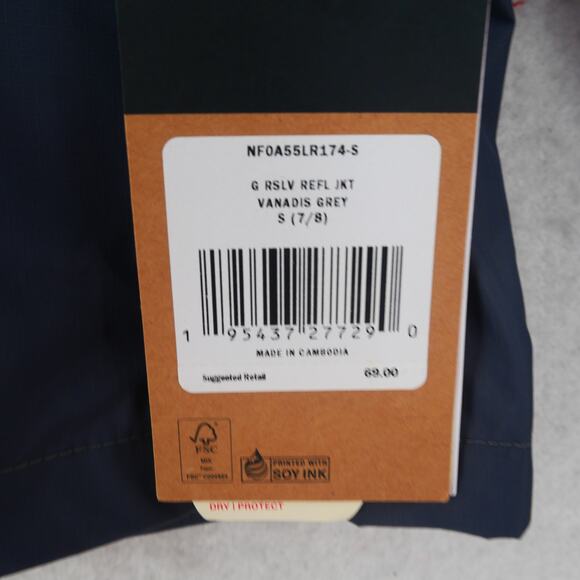 NF0A55LR174-S
G RSLV REFL JKT
VANADIS GREY
S (7/8)
1 95437 27729 0
MADE IN CAMBODIA
Suggested Retail 69.00
FSC
MIX
PRINTED WITH
SOY INK
DRY | PROTECT